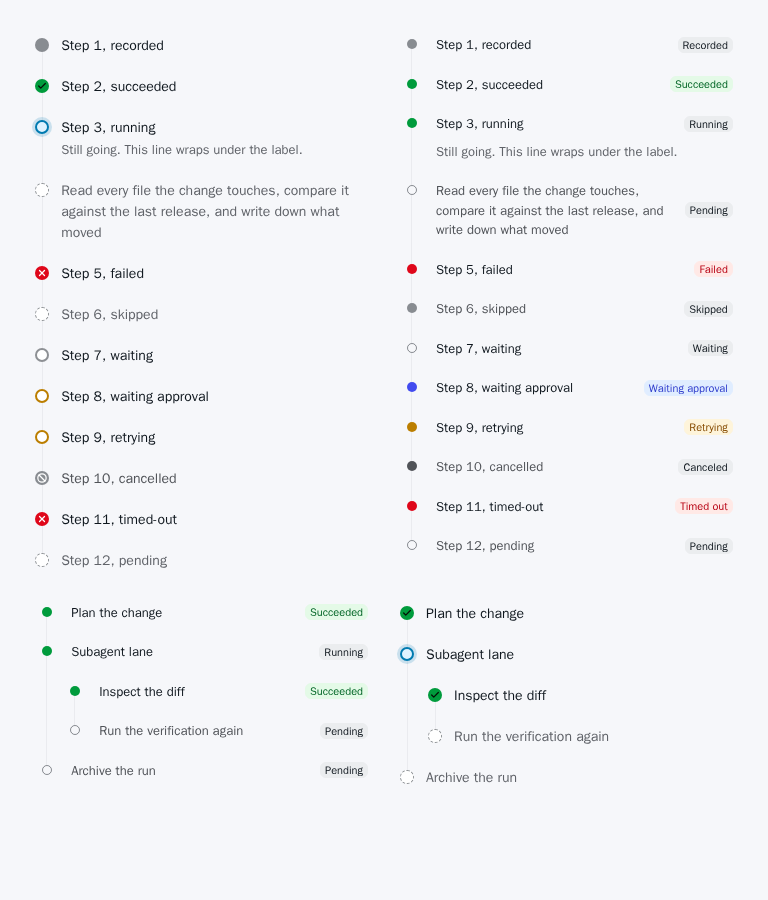 Step 1, recorded
Step 2, succeeded
Step 3, running
Still going. This line wraps under the label.
Read every file the change touches, compare it
against the last release, and write down what
moved
Step 5, failed
Step 6, skipped
Step 7, waiting
Step 8, waiting approval
Step 9, retrying
Step 10, cancelled
Step 11, timed-out
Step 12, pending
Step 1, recorded Recorded
Step 2, succeeded Succeeded
Step 3, running Running
Still going. This line wraps under the label.
Read every file the change touches,
compare it against the last release, and Pending
write down what moved
Step 5, failed Failed
Step 6, skipped Skipped
Step 7, waiting Waiting
Step 8, waiting approval Waiting approval
Step 9, retrying Retrying
Step 10, cancelled Canceled
Step 11, timed-out Timed out
Step 12, pending Pending
Plan the change Succeeded
Subagent lane Running
Inspect the diff Succeeded
Run the verification again Pending
Archive the run Pending
Plan the change
Subagent lane
Inspect the diff
Run the verification again
Archive the run